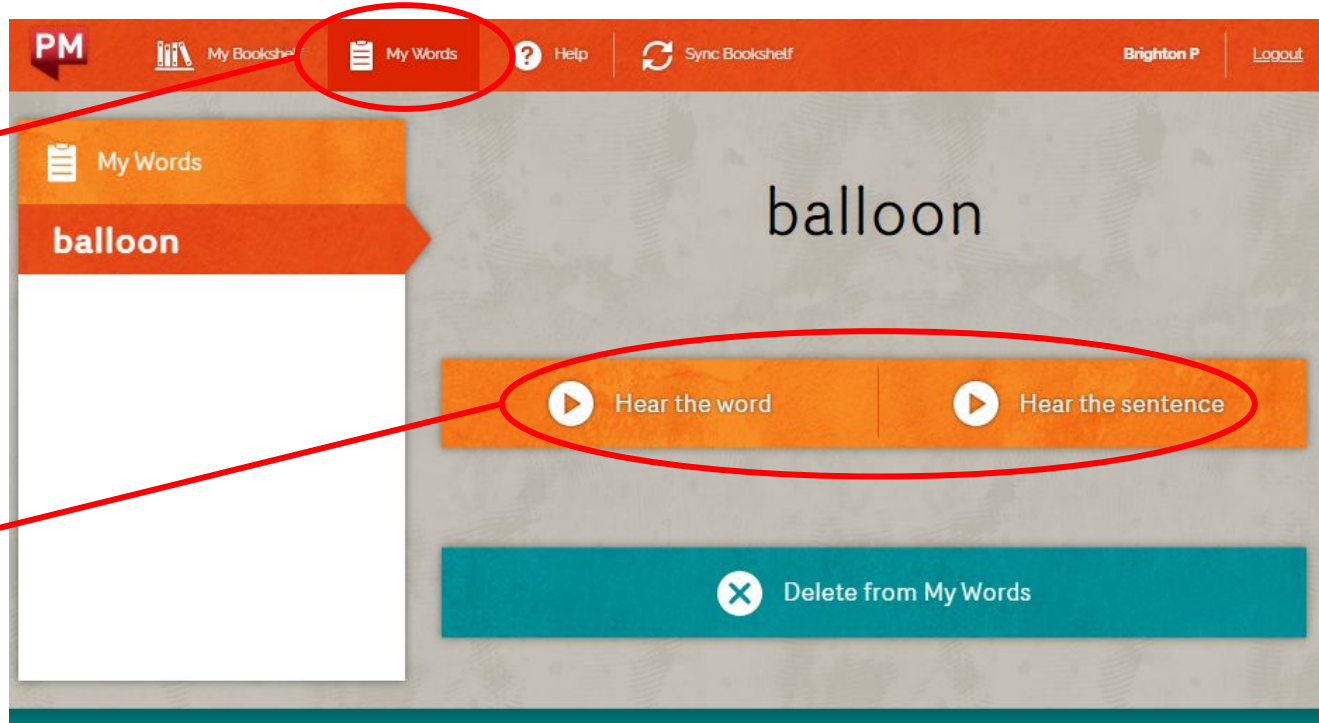 PM My Bookshelf My Words ? Help Sync Bookshelf Brighton P Logout
My Words
balloon
balloon
Hear the word Hear the sentence
Delete from My Words